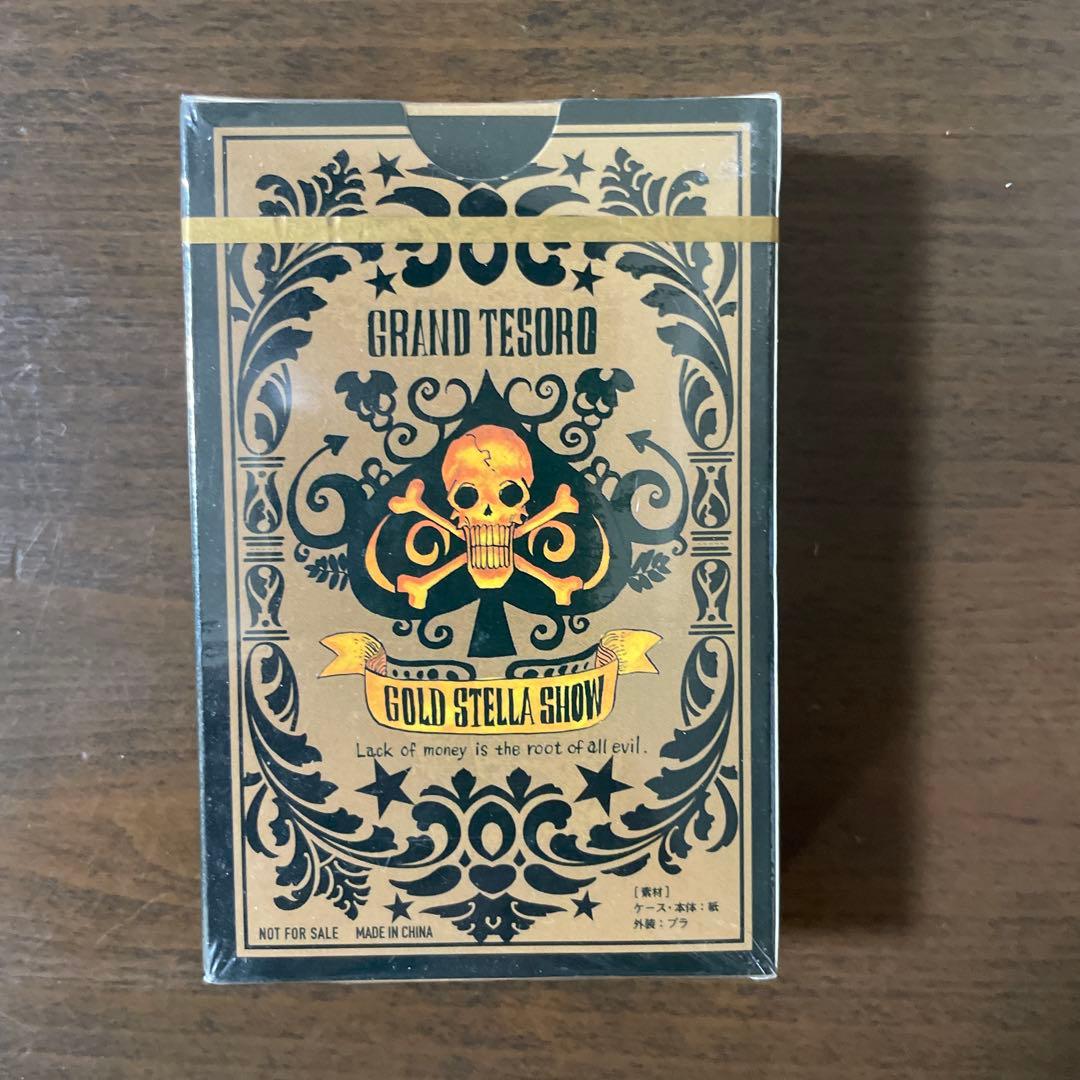 GRAND TESORO
GOLD STELLA SHOW
Lack of money is the root of all evil.
[素材]
ケース・本体：紙
外装：プラ
NOT FOR SALE MADE IN CHINA